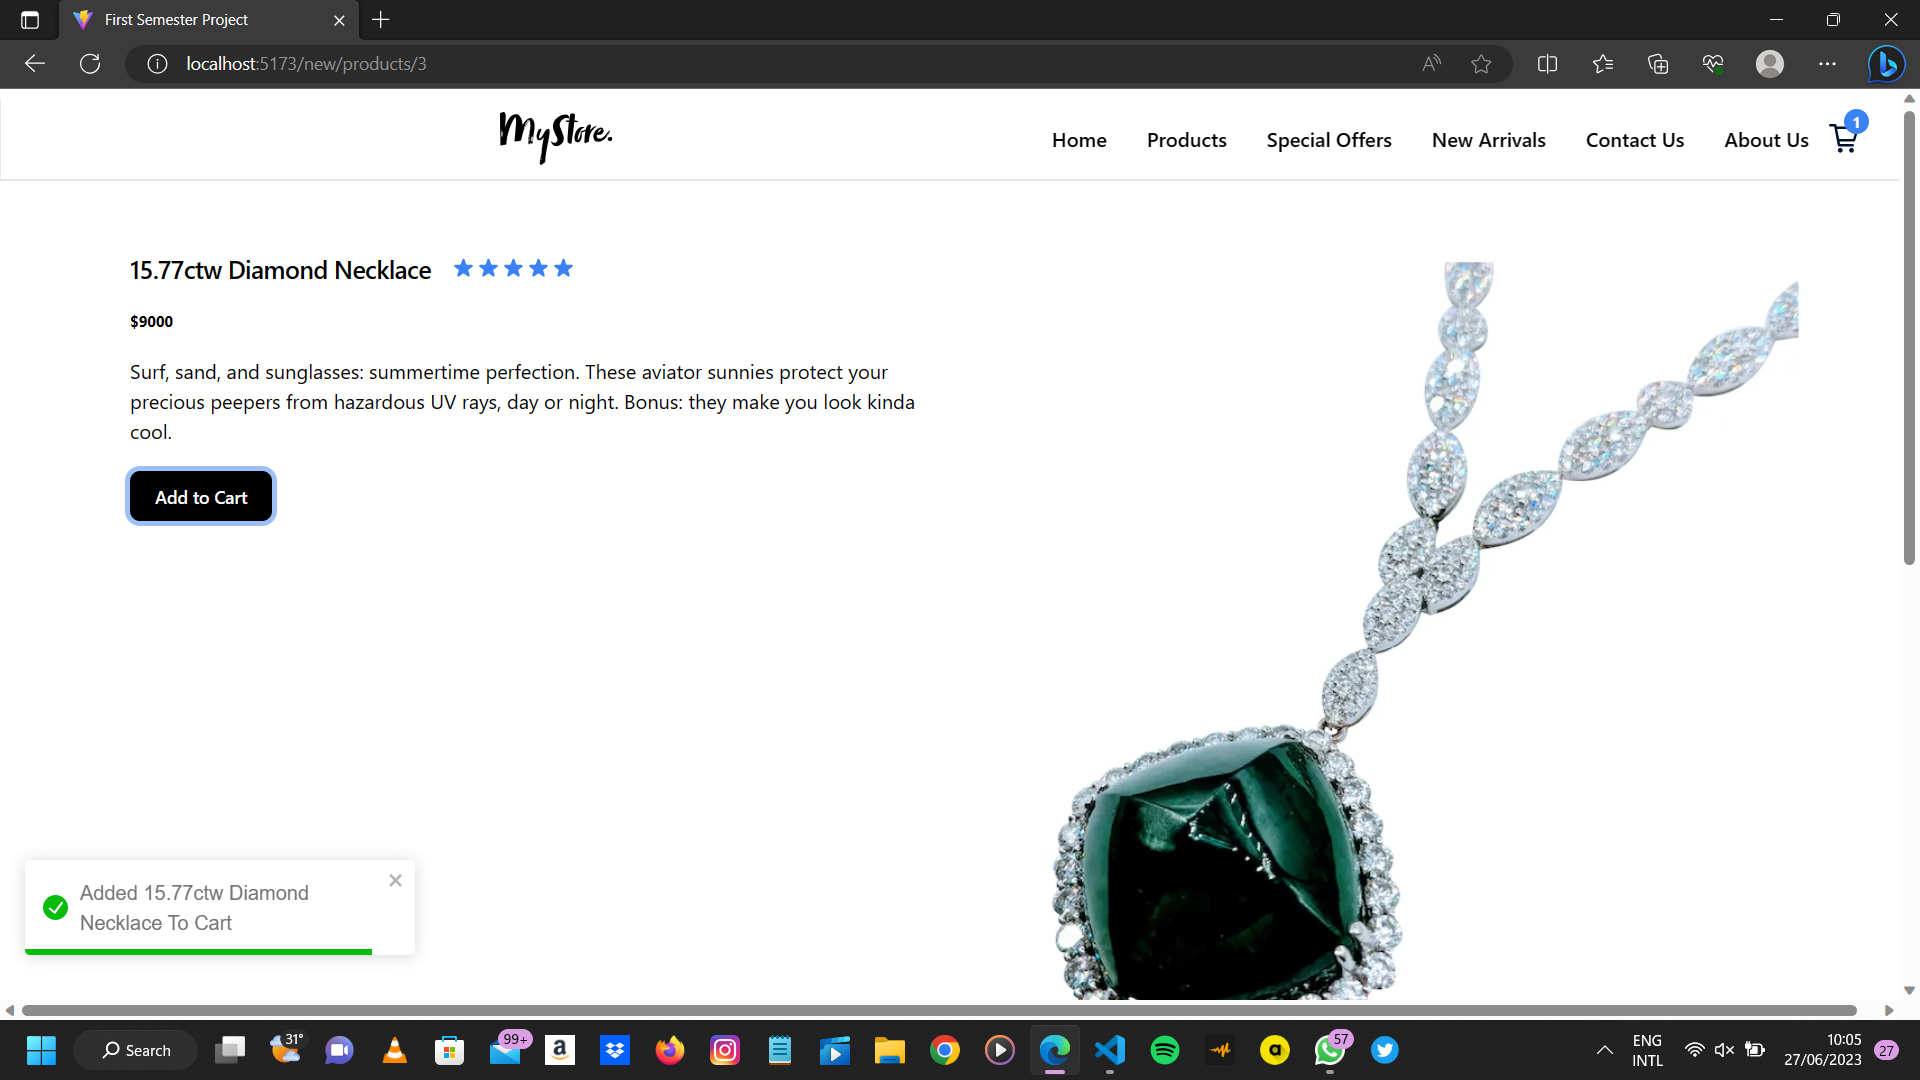 First Semester Project
localhost:5173/new/products/3
MyStore.
Home
Products
Special Offers
New Arrivals
Contact Us
About Us
1
15.77ctw Diamond Necklace
$9000
Surf, sand, and sunglasses: summertime perfection. These aviator sunnies protect your
precious peepers from hazardous UV rays, day or night. Bonus: they make you look kinda
cool.
Add to Cart
Added 15.77ctw Diamond
Necklace To Cart
Search
31°
99+
a
a
57
ENG
INTL
10:05
27/06/2023
27